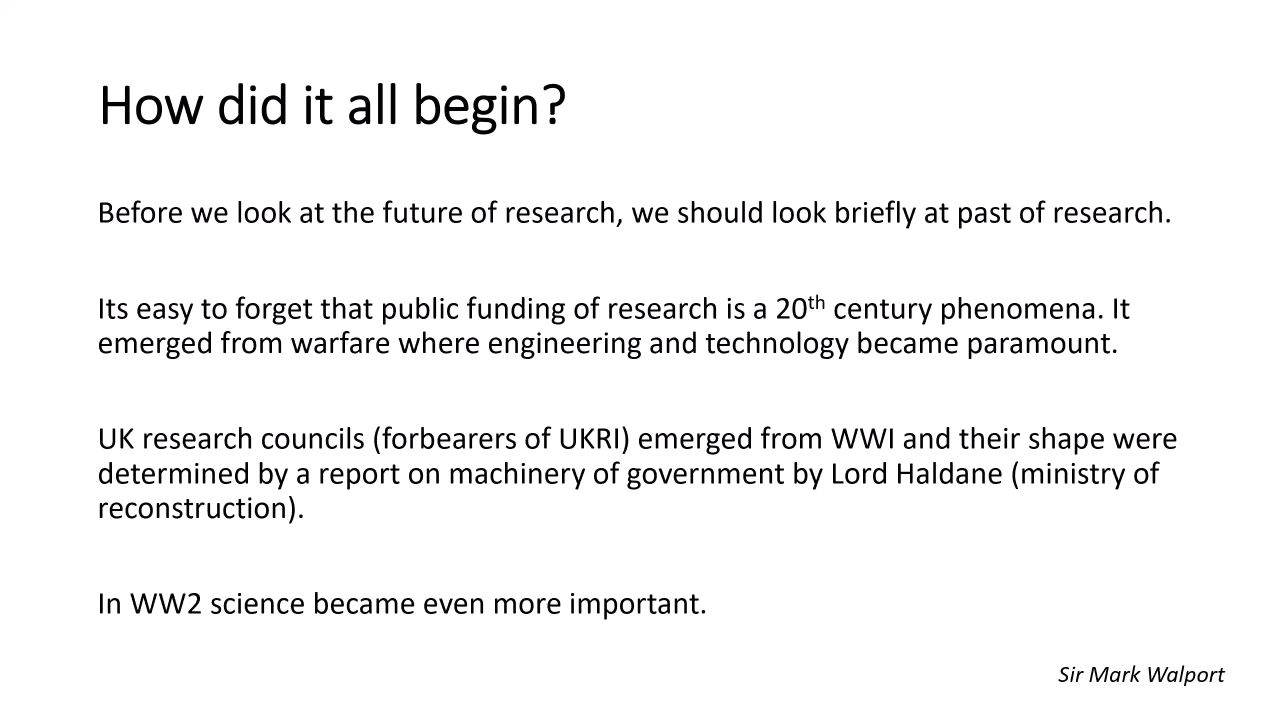 How did it all begin?
Before we look at the future of research, we should look briefly at past of research.
Its easy to forget that public funding of research is a 20th century phenomena. It
emerged from warfare where engineering and technology became paramount.
UK research councils (forbearers of UKRI) emerged from WWI and their shape were
determined by a report on machinery of government by Lord Haldane (ministry of
reconstruction).
In WW2 science became even more important.
Sir Mark Walport